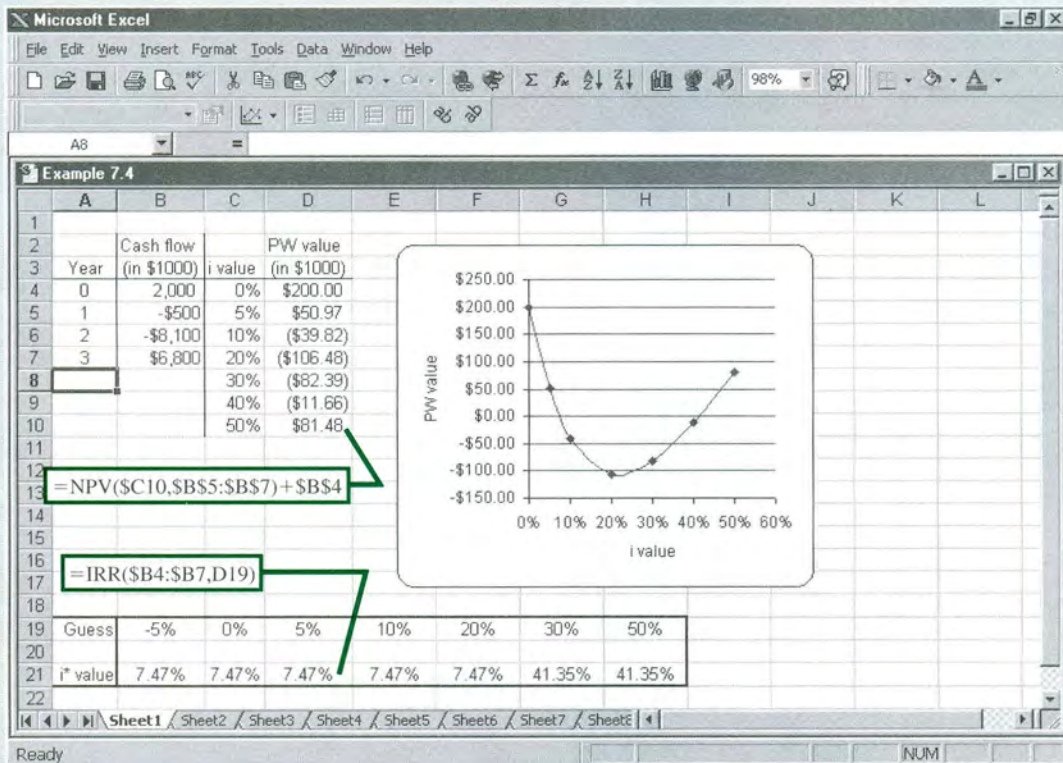 Microsoft Excel
File Edit View Insert Format Tools Data Window Help
98%
A8 =
Example 7.4
A B C D E F G H I J K L
1
2 Cash flow PW value
3 Year (in $1000) i value (in $1000)
4 0 2,000 0% $200.00
5 1 -$500 5% $50.97
6 2 -$8,100 10% ($39.82)
7 3 $6,800 20% ($106.48)
8 30% ($82.39)
9 40% ($11.66)
10 50% $81.48
11
12
13
=NPV($C10,$B$5:$B$7)+$B$4
14
15
16
17
=IRR($B4:$B7,D19)
18
19 Guess -5% 0% 5% 10% 20% 30% 50%
20
21 i* value 7.47% 7.47% 7.47% 7.47% 7.47% 41.35% 41.35%
22
$250.00
$200.00
$150.00
$100.00
$50.00
$0.00
-$50.00
-$100.00
-$150.00
PW value
0% 10% 20% 30% 40% 50% 60%
i value
Sheet1 Sheet2 Sheet3 Sheet4 Sheet5 Sheet6 Sheet7
Ready NUM